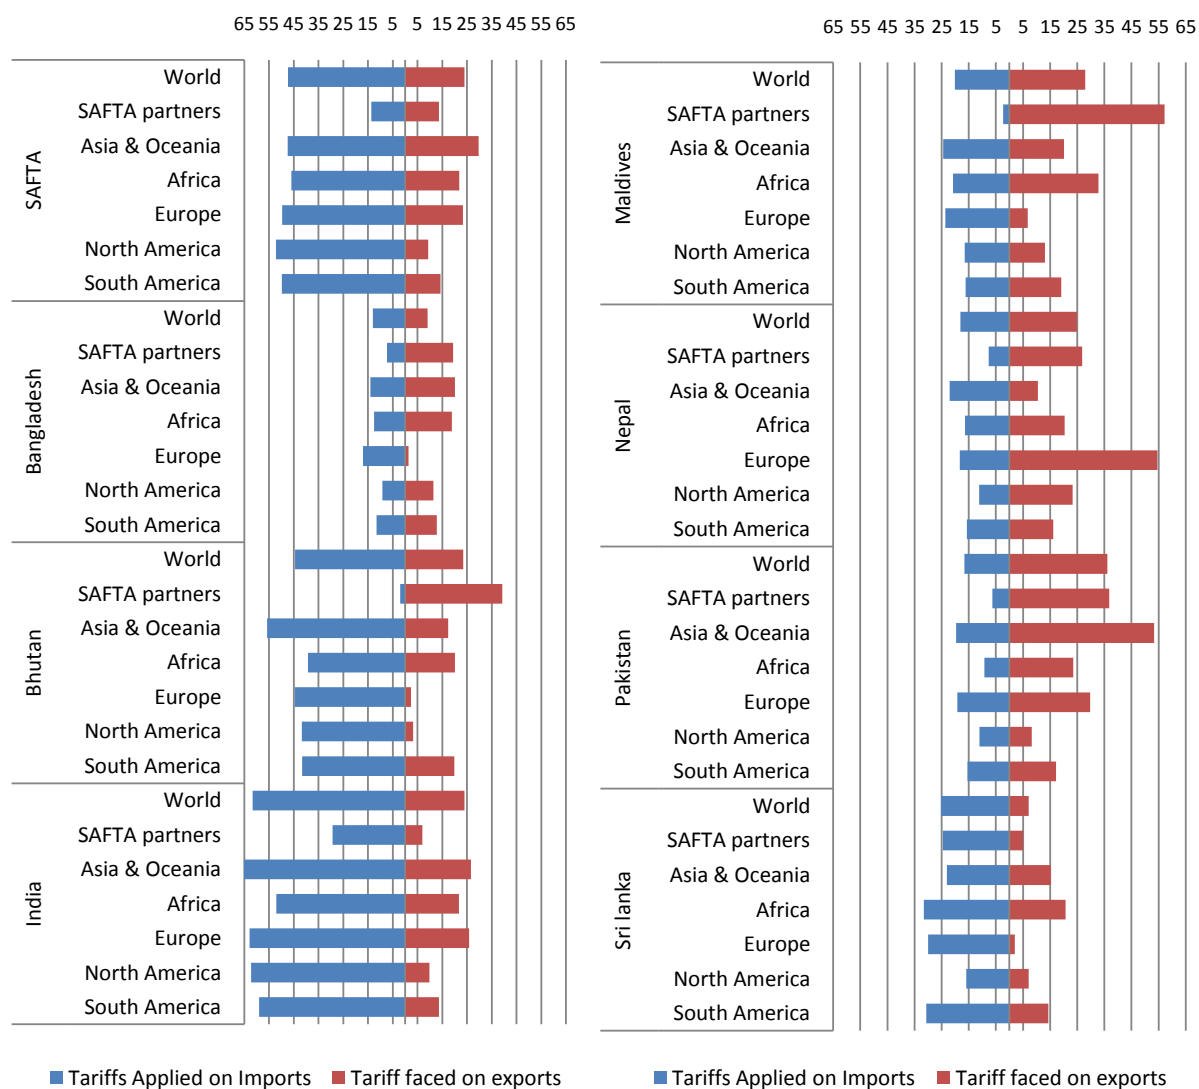 65 55 45 35 25 15 5 5 15 25 35 45 55 65
SAFTA
World
SAFTA partners
Asia & Oceania
Africa
Europe
North America
South America
Bangladesh
World
SAFTA partners
Asia & Oceania
Africa
Europe
North America
South America
Bhutan
World
SAFTA partners
Asia & Oceania
Africa
Europe
North America
South America
India
World
SAFTA partners
Asia & Oceania
Africa
Europe
North America
South America
Tariffs Applied on Imports
Tariff faced on exports
65 55 45 35 25 15 5 5 15 25 35 45 55 65
Maldives
World
SAFTA partners
Asia & Oceania
Africa
Europe
North America
South America
Nepal
World
SAFTA partners
Asia & Oceania
Africa
Europe
North America
South America
Pakistan
World
SAFTA partners
Asia & Oceania
Africa
Europe
North America
South America
Sri lanka
World
SAFTA partners
Asia & Oceania
Africa
Europe
North America
South America
Tariffs Applied on Imports
Tariff faced on exports